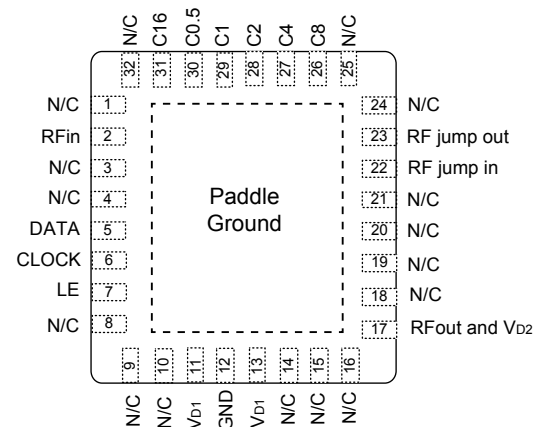 N/C C16 C0.5 C1 C2 C4 C8 N/C
32 31 30 29 28 27 26 25
N/C 1 24 N/C
RFin 2 23 RF jump out
N/C 3 22 RF jump in
N/C 4 21 N/C
Paddle
Ground
DATA 5 20 N/C
CLOCK 6 19 N/C
LE 7 18 N/C
N/C 8 17 RFout and VD2
9 10 11 12 13 14 15 16
N/C N/C VD1 GND VD1 N/C N/C N/C